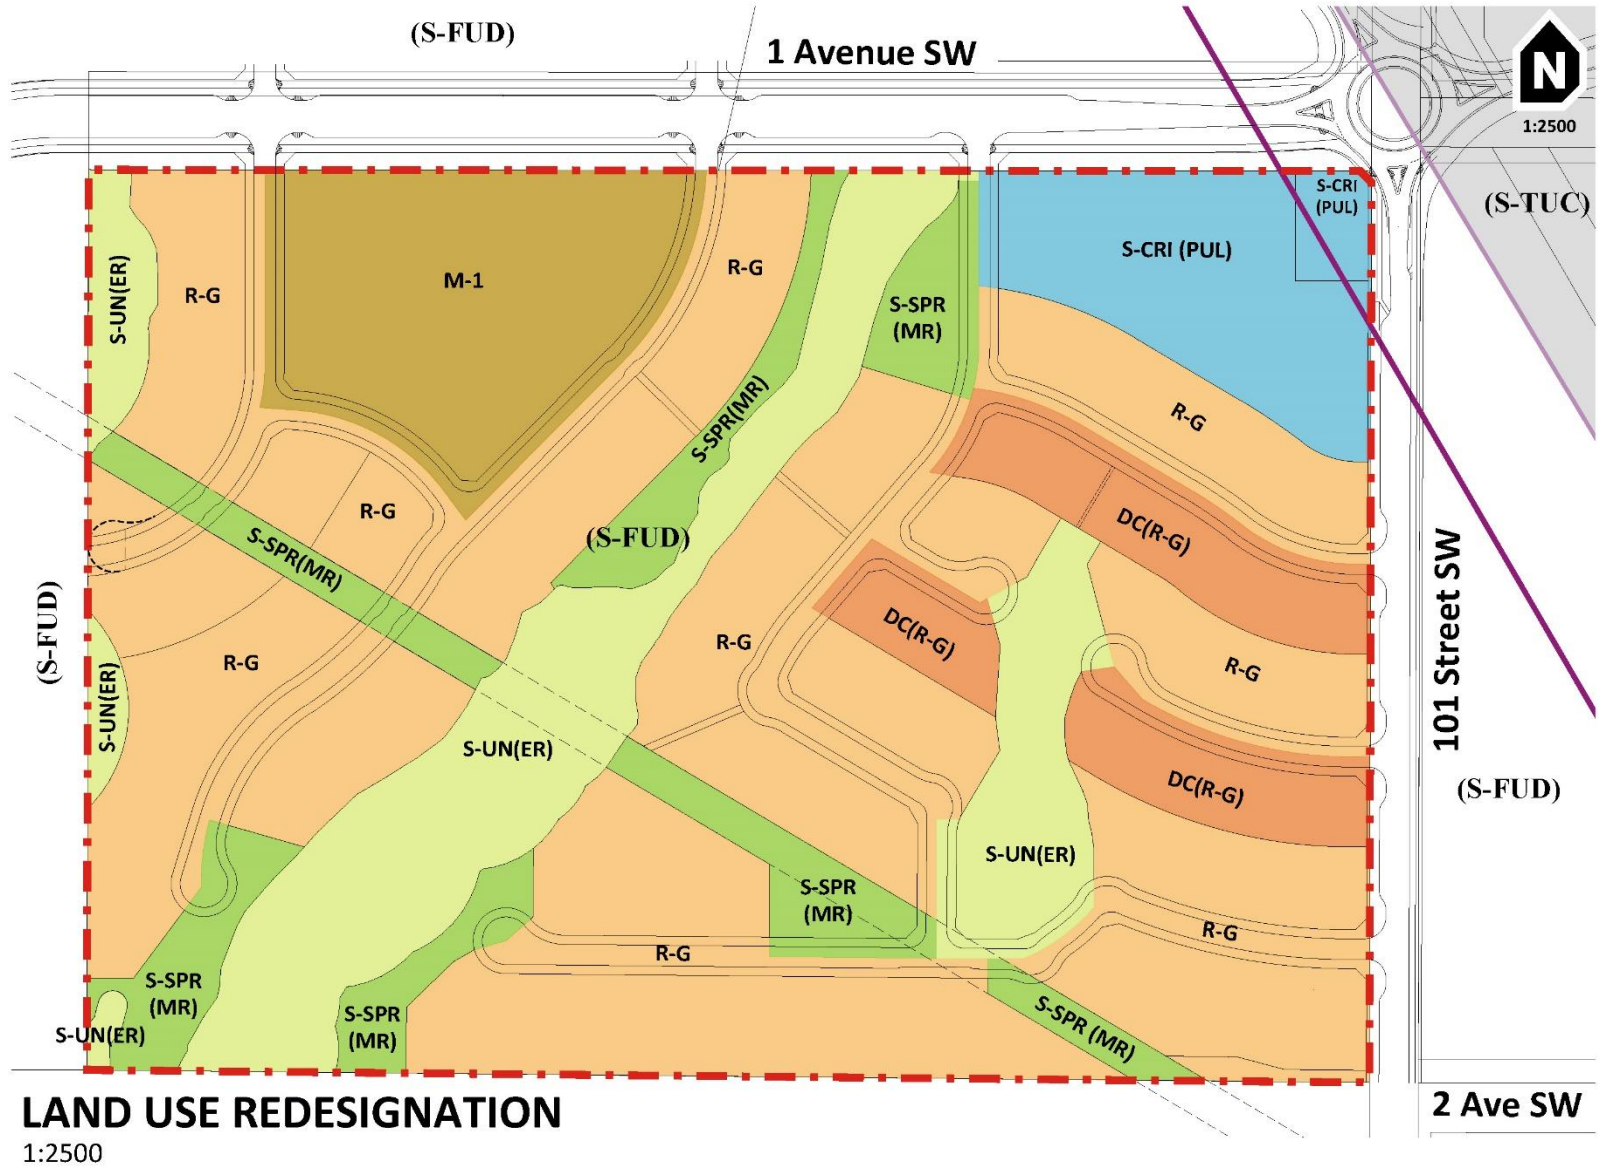 (S-FUD)
1 Avenue SW
N
1:2500
S-CRI
(PUL)
(S-TUC)
S-UN(ER)
R-G
M-1
R-G
S-CRI (PUL)
S-SPR
(MR)
S-SPR(MR)
R-G
R-G
S-SPR(MR)
(S-FUD)
DC(R-G)
101 Street SW
(S-FUD)
R-G
S-UN(ER)
R-G
DC(R-G)
R-G
S-UN(ER)
DC(R-G)
(S-FUD)
S-UN(ER)
S-SPR
(MR)
R-G
R-G
S-SPR
(MR)
S-SPR
(MR)
S-SPR (MR)
S-UN(ER)
LAND USE REDESIGNATION
1:2500
2 Ave SW